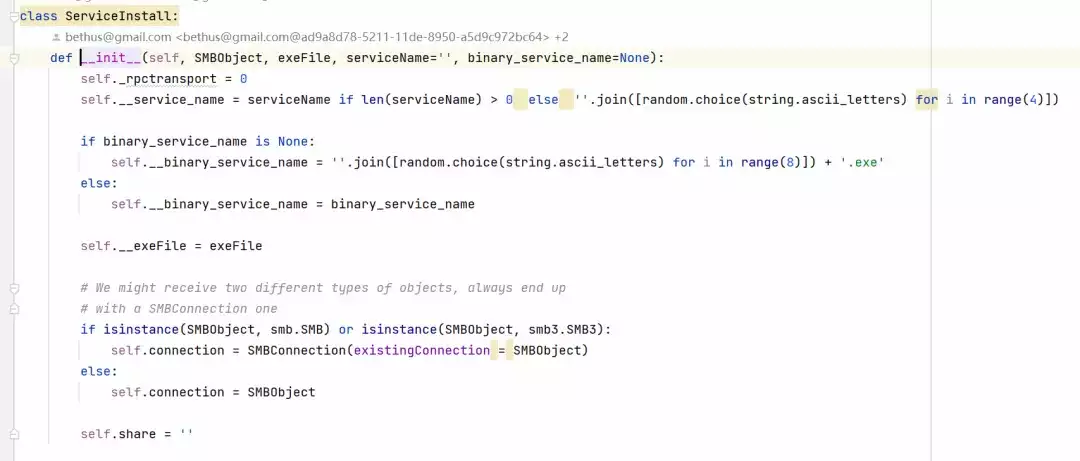 class ServiceInstall:
bethus@gmail.com <bethus@gmail.com@ad9a8d78-5211-11de-8950-a5d9c972bc64> +2
def __init__(self, SMBObject, exeFile, serviceName='', binary_service_name=None):
self._rpctransport = 0
self.__service_name = serviceName if len(serviceName) > 0 else ''.join([random.choice(string.ascii_letters) for i in range(4)])
if binary_service_name is None:
self.__binary_service_name = ''.join([random.choice(string.ascii_letters) for i in range(8)]) + '.exe'
else:
self.__binary_service_name = binary_service_name
self.__exeFile = exeFile
# We might receive two different types of objects, always end up
# with a SMBConnection one
if isinstance(SMBObject, smb.SMB) or isinstance(SMBObject, smb3.SMB3):
self.connection = SMBConnection(existingConnection = SMBObject)
else:
self.connection = SMBObject
self.share = ''